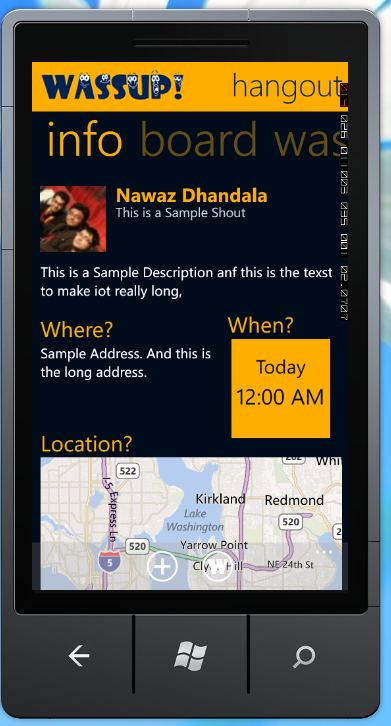 WASSUP! hangout
info board was
Nawaz Dhandala
This is a Sample Shout
This is a Sample Description anf this is the texst
to make iot really long,
Where?
When?
Sample Address. And this is
the long address.
Today
12:00 AM
Location?
522
202
Whi
I-5 Express Ln
Kirkland
Redmond
Lake
Washington
520
2
520
Yarrow Point
5
W
Hill
NE 24th St